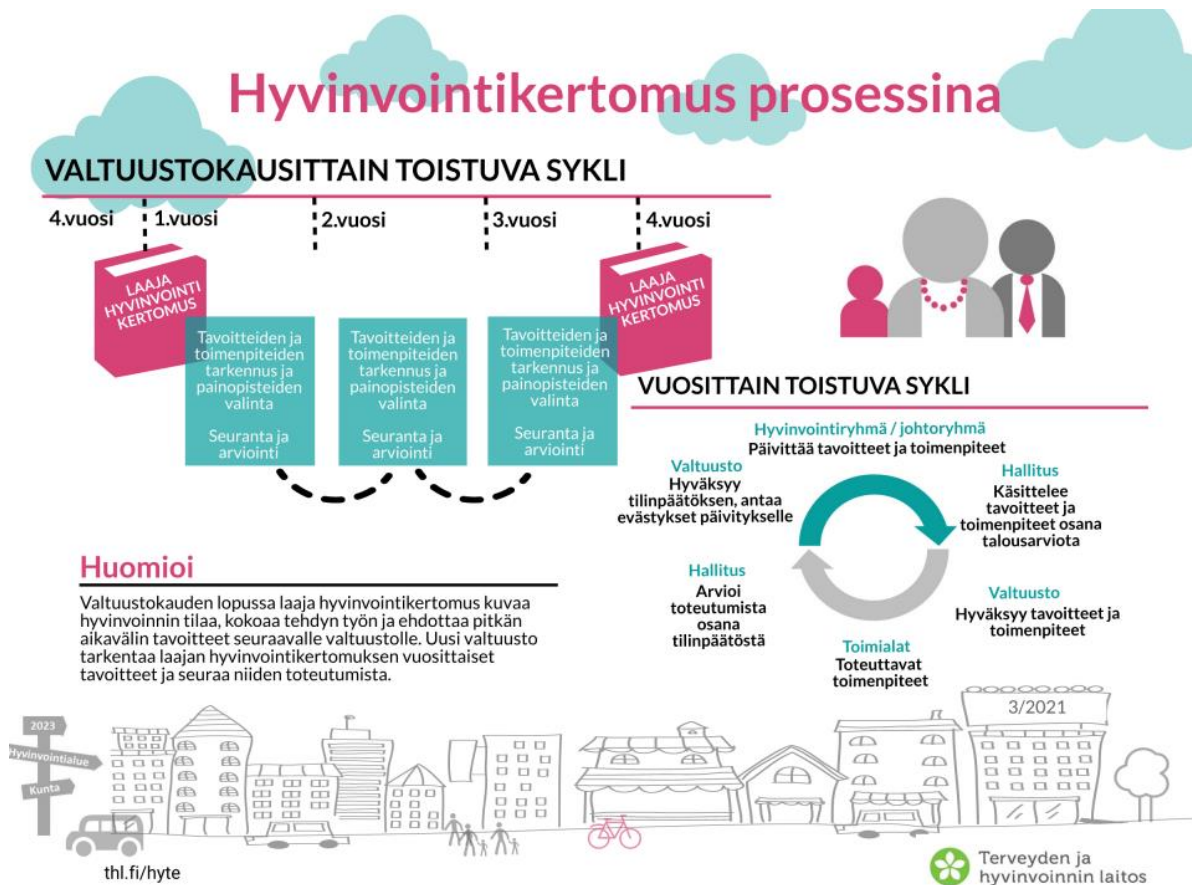 Hyvinvointikertomus prosessina
VALTUUSTOKAUSITTAIN TOISTUVA SYKLI
4.vuosi
1.vuosi
2.vuosi
3.vuosi
4.vuosi
LAAJA
HYVINVOINTI
KERTOMUS
Tavoitteiden ja
toimenpiteiden
tarkennus ja
painopisteiden
valinta
Seuranta ja
arviointi
Tavoitteiden ja
toimenpiteiden
tarkennus ja
painopisteiden
valinta
Seuranta ja
arviointi
Tavoitteiden ja
toimenpiteiden
tarkennus ja
painopisteiden
valinta
Seuranta ja
arviointi
LAAJA
HYVINVOINTI
KERTOMUS
VUOSITTAIN TOISTUVA SYKLI
Hyvinvointiryhmä / johtoryhmä
Päivittää tavoitteet ja toimenpiteet
Hallitus
Käsittelee
tavoitteet ja
toimenpiteet osana
talousarviota
Valtuusto
Hyväksyy tavoitteet ja
toimenpiteet
Toimialat
Toteuttavat
toimenpiteet
Hallitus
Arvioi
toteutumista
osana
tilinpäätöstä
Valtuusto
Hyväksyy
tilinpäätöksen, antaa
evästykset päivitykselle
Huomioi
Valtuustokauden lopussa laaja hyvinvointikertomus kuvaa
hyvinvoinnin tilaa, kokoaa tehdyn työn ja ehdottaa pitkän
aikavälin tavoitteet seuraavalle valtuustolle. Uusi valtuusto
tarkentaa laajan hyvinvointikertomuksen vuosittaiset
tavoitteet ja seuraa niiden toteutumista.
2023
Hyvinvointialue
Kunta
3/2021
thl.fi/hyte
Terveyden ja
hyvinvoinnin laitos